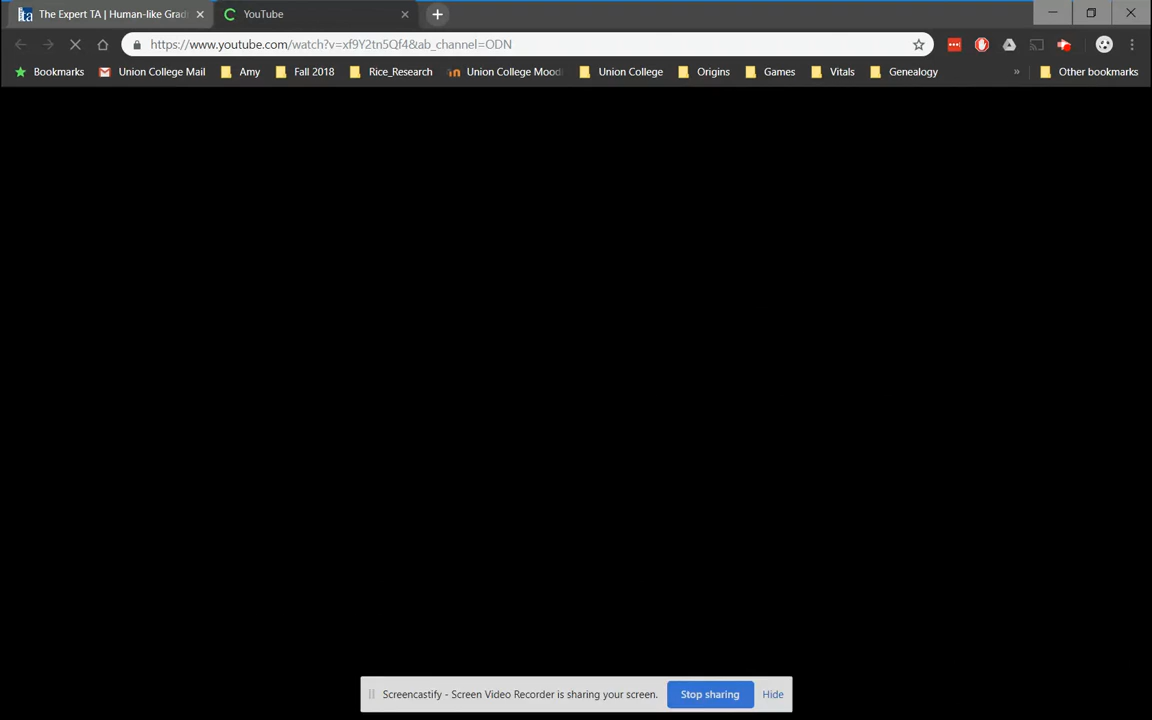 The Expert TA | Human-like Grad
YouTube
https://www.youtube.com/watch?v=xf9Y2tn5Qf4&ab_channel=ODN
Bookmarks Union College Mail Amy Fall 2018 Rice_Research Union College Mood Union College Origins Games Vitals Genealogy » Other bookmarks
Screencastify - Screen Video Recorder is sharing your screen. Stop sharing Hide